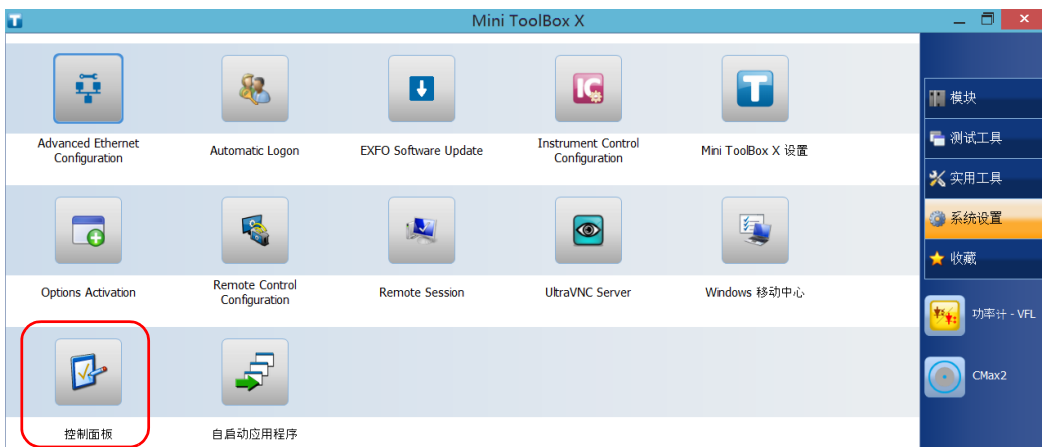 Mini ToolBox X
Advanced Ethernet
Configuration
Automatic Logon
EXFO Software Update
Instrument Control
Configuration
Mini ToolBox X 设置
Options Activation
Remote Control
Configuration
Remote Session
UltraVNC Server
Windows 移动中心
控制面板
自启动应用程序
模块
测试工具
实用工具
系统设置
收藏
功率计 - VFL
CMax2